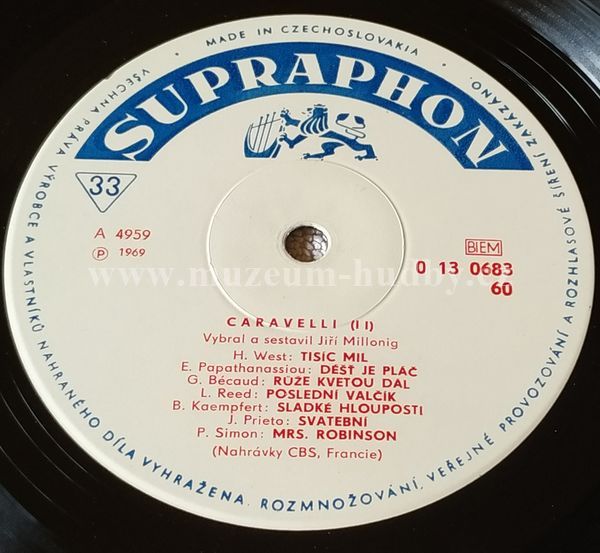 MADE IN CZECHOSLOVAKIA
SUPRAPHON
33
A 4959
Ⓟ 1969
BIEM
0 13 0683
60
www.muzeum-hudby.c
CARAVELLI (II)
Vybral a sestavil Jiří Millonig
H. West: TISÍC MIL
E. Papathanassiou: DÉŠŤ JE PLÁČ
G. Bécaud: RŮŽE KVETOU DÁL
L. Reed: POSLEDNÍ VALČÍK
B. Kaempfert: SLADKÉ HLOUPOSTI
J. Prieto: SVATEBNÍ
P. Simon: MRS. ROBINSON
(Nahrávky CBS, Francie)
VŠECHNA PRÁVA VÝROBCE A VLASTNÍKŮ NAHRANÉHO DÍLA VYHRAŽENA. ROZMNOŽOVÁNÍ, VEŘEJNÉ PROVOZOVÁNÍ A ROZHLASOVÉ ŠÍŘENÍ ZAKÁZÁNO